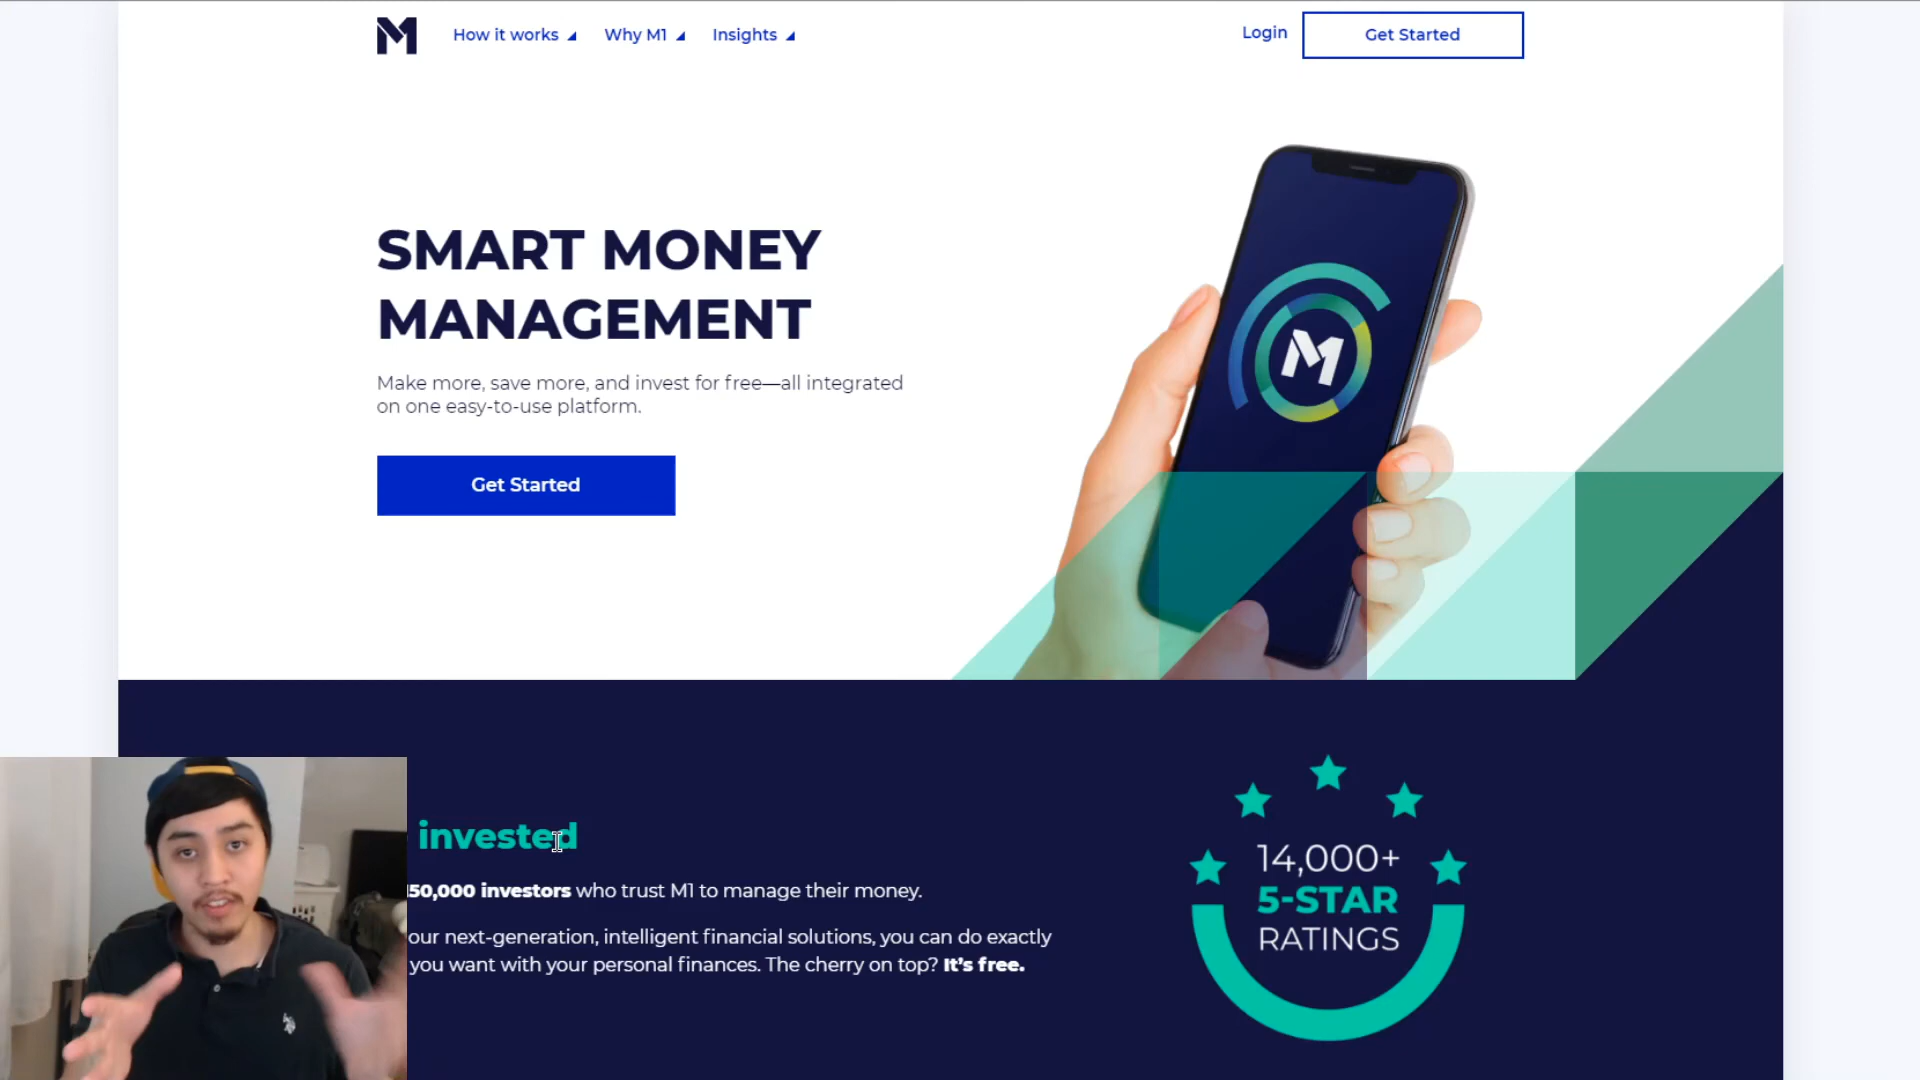 M1
How it works
Why M1
Insights
Login
Get Started
SMART MONEY
MANAGEMENT
Make more, save more, and invest for free—all integrated
on one easy-to-use platform.
Get Started
M1
invested
50,000 investors who trust M1 to manage their money.
our next-generation, intelligent financial solutions, you can do exactly
you want with your personal finances. The cherry on top? It's free.
14,000+
5-STAR
RATINGS